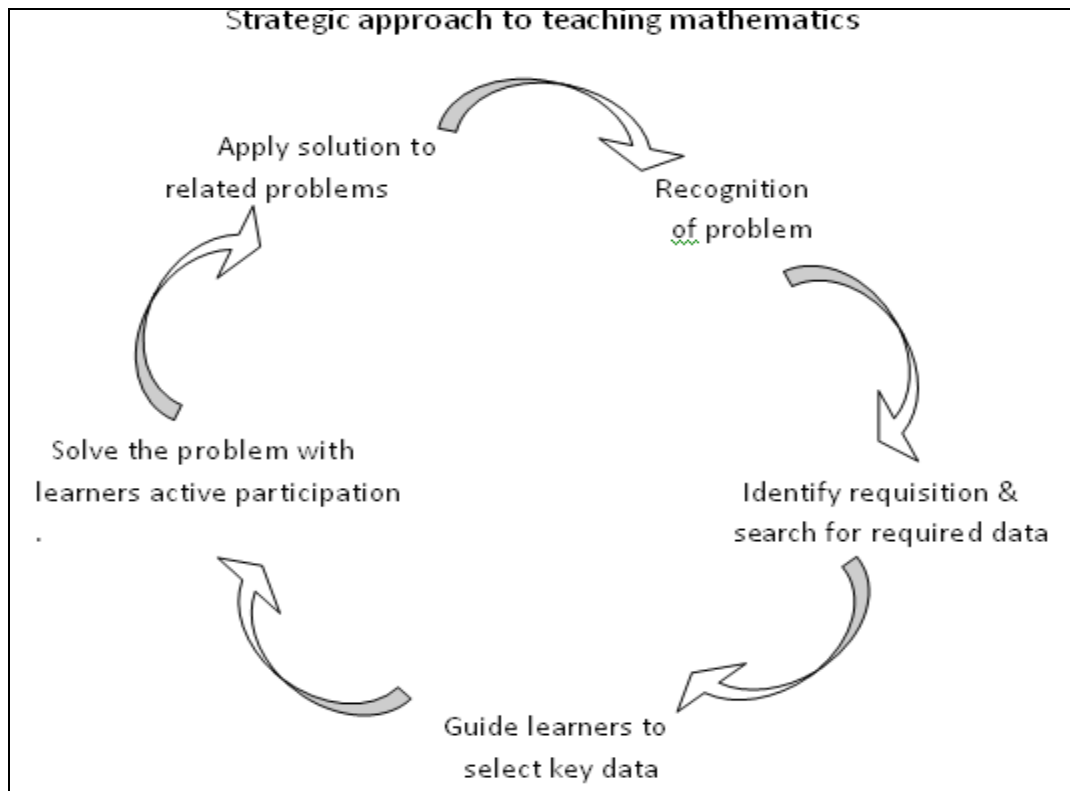 Strategic approach to teaching mathematics
Apply solution to
related problems
Recognition
of problem
Identify requisition &
search for required data
Guide learners to
select key data
Solve the problem with
learners active participation
.